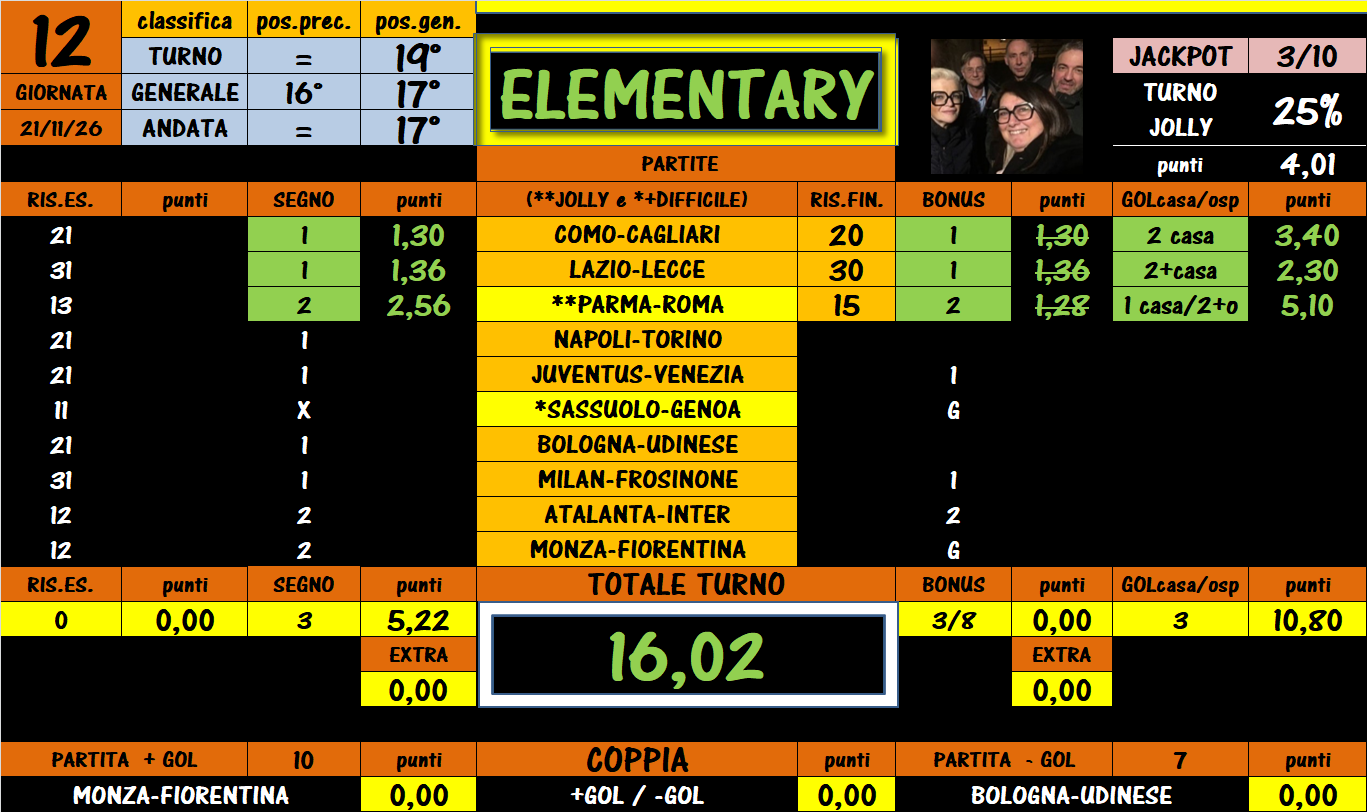 12 classifica pos.prec. pos.gen.
TURNO = 19°
GIORNATA GENERALE 16° 17°
21/11/26 ANDATA = 17°
ELEMENTARY
JACKPOT 3/10
TURNO JOLLY 25%
punti 4,01
PARTITE
RIS.ES. punti SEGNO punti (**JOLLY e *+DIFFICILE) RIS.FIN. BONUS punti GOLcasa/osp punti
21 1 1,30 COMO-CAGLIARI 20 1 1,30 2 casa 3,40
31 1 1,36 LAZIO-LECCE 30 1 1,36 2+casa 2,30
13 2 2,56 **PARMA-ROMA 15 2 1,28 1 casa/2+o 5,10
21 1 NAPOLI-TORINO
21 1 JUVENTUS-VENEZIA 1
11 X *SASSUOLO-GENOA G
21 1 BOLOGNA-UDINESE
31 1 MILAN-FROSINONE 1
12 2 ATALANTA-INTER 2
12 2 MONZA-FIORENTINA G
RIS.ES. punti SEGNO punti TOTALE TURNO BONUS punti GOLcasa/osp punti
0 0,00 3 5,22 16,02 3/8 0,00 3 10,80
EXTRA EXTRA
0,00 0,00
PARTITA + GOL 10 punti COPPIA punti PARTITA - GOL 7 punti
MONZA-FIORENTINA 0,00 +GOL / -GOL 0,00 BOLOGNA-UDINESE 0,00